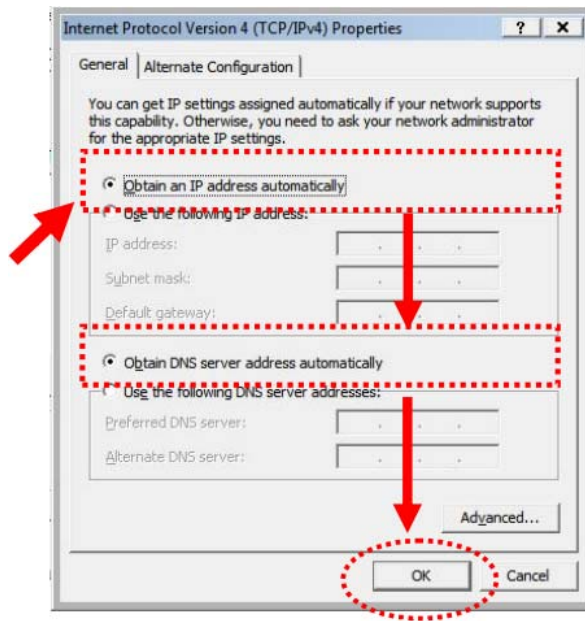 Internet Protocol Version 4 (TCP/IPv4) Properties
General
Alternate Configuration
You can get IP settings assigned automatically if your network supports
this capability. Otherwise, you need to ask your network administrator
for the appropriate IP settings.
Obtain an IP address automatically
Use the following IP address:
IP address:
Subnet mask:
Default gateway:
Obtain DNS server address automatically
Use the following DNS server addresses:
Preferred DNS server:
Alternate DNS server:
Advanced...
OK
Cancel